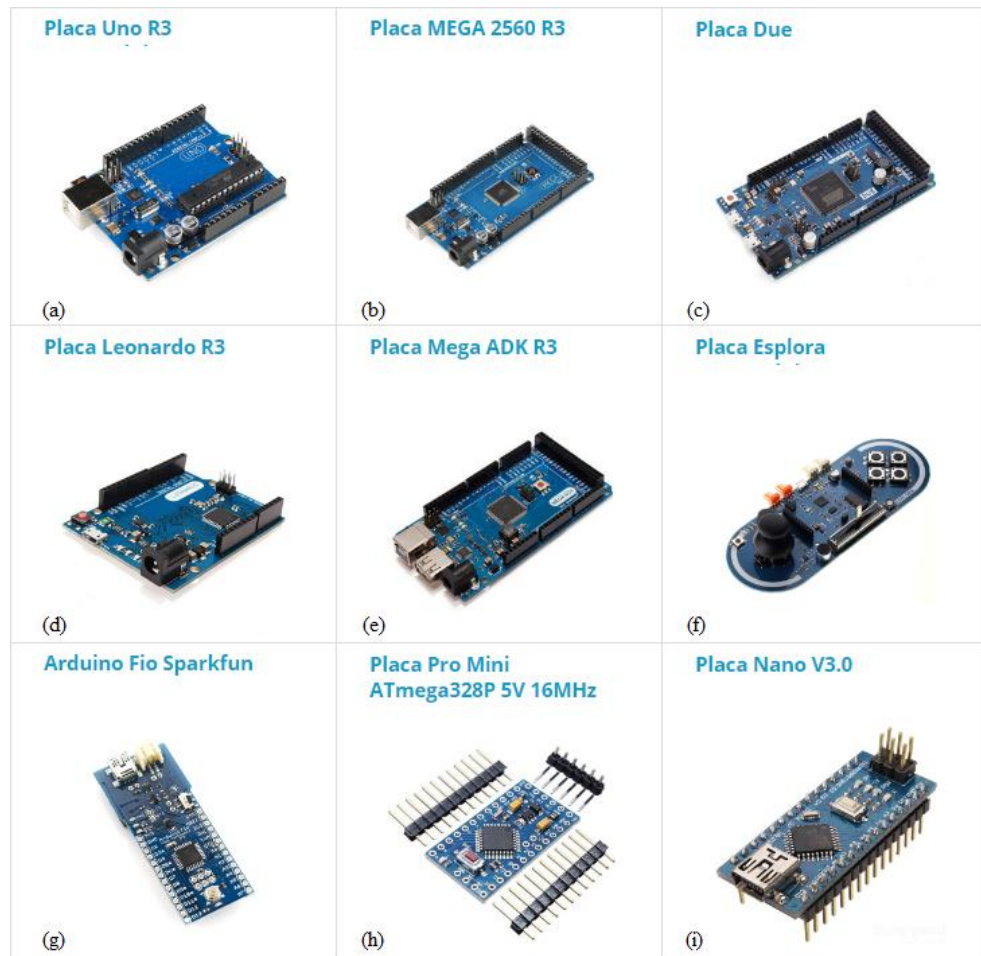 Placa Uno R3
Placa MEGA 2560 R3
Placa Due
(a)
(b)
(c)
Placa Leonardo R3
Placa Mega ADK R3
Placa Esplora
(d)
(e)
(f)
Arduino Fio Sparkfun
Placa Pro Mini
ATmega328P 5V 16MHz
Placa Nano V3.0
(g)
(h)
(i)